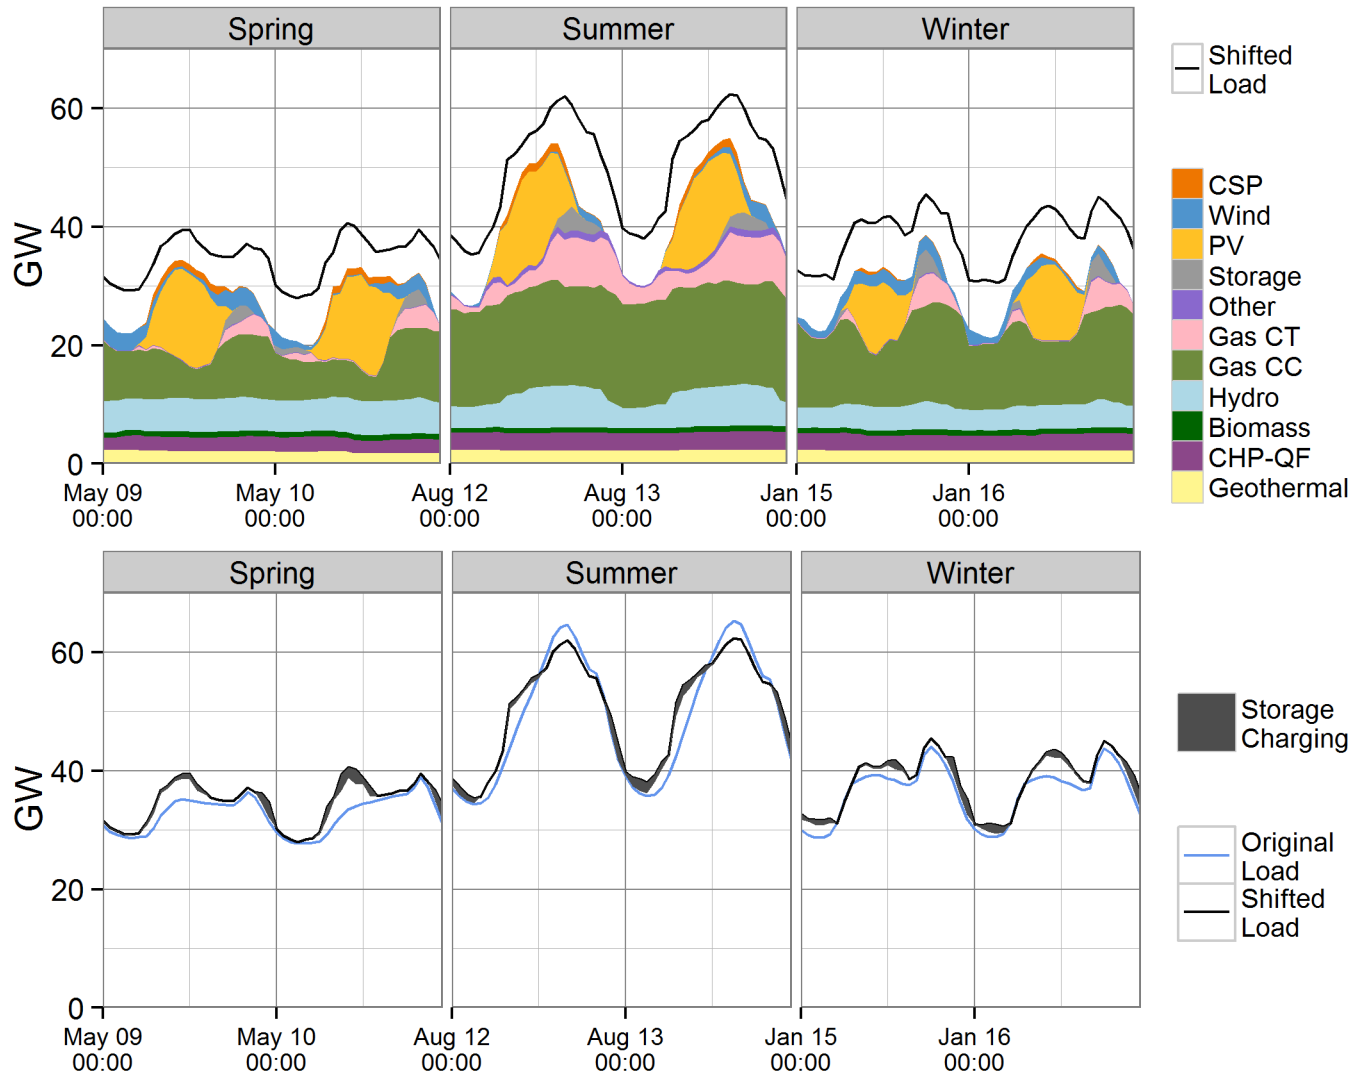 Spring
Summer
Winter
GW
60
40
20
0
May 09
00:00
May 10
00:00
Aug 12
00:00
Aug 13
00:00
Jan 15
00:00
Jan 16
00:00
Shifted
Load
CSP
Wind
PV
Storage
Other
Gas CT
Gas CC
Hydro
Biomass
CHP-QF
Geothermal
Spring
Summer
Winter
GW
60
40
20
0
May 09
00:00
May 10
00:00
Aug 12
00:00
Aug 13
00:00
Jan 15
00:00
Jan 16
00:00
Storage
Charging
Original
Load
Shifted
Load